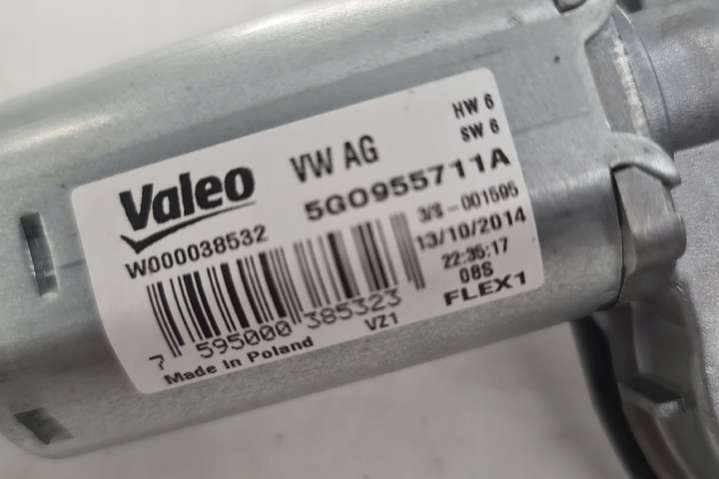 HW 6
SW 6
Valeo VW AG
5G0955711A
W000038532
3/S-001595
13/10/2014
22:35:17
08S
FLEX1
7 595000 385323
VZ1
Made in Poland